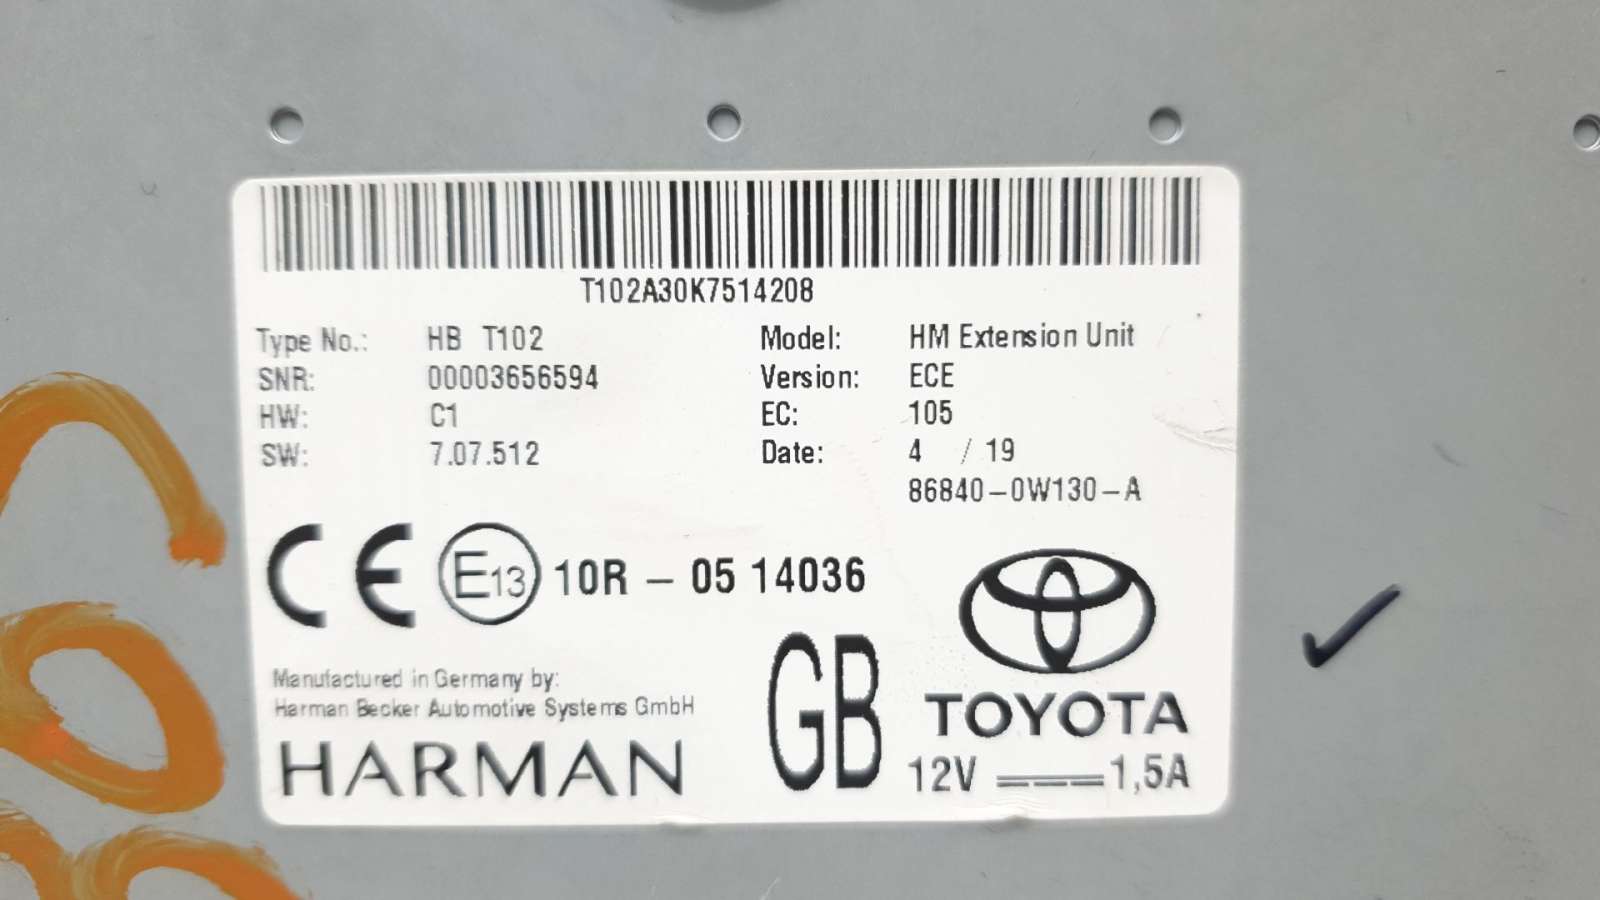 T102A30K7514208
Type No.: HB T102 Model: HM Extension Unit
SNR: 00003656594 Version: ECE
HW: C1 EC: 105
SW: 7.07.512 Date: 4 / 19
86840-0W130-A
CE E13 10R - 05 14036
Manufactured in Germany by:
Harman Becker Automotive Systems GmbH
HARMAN
GB
TOYOTA
12V 1,5A